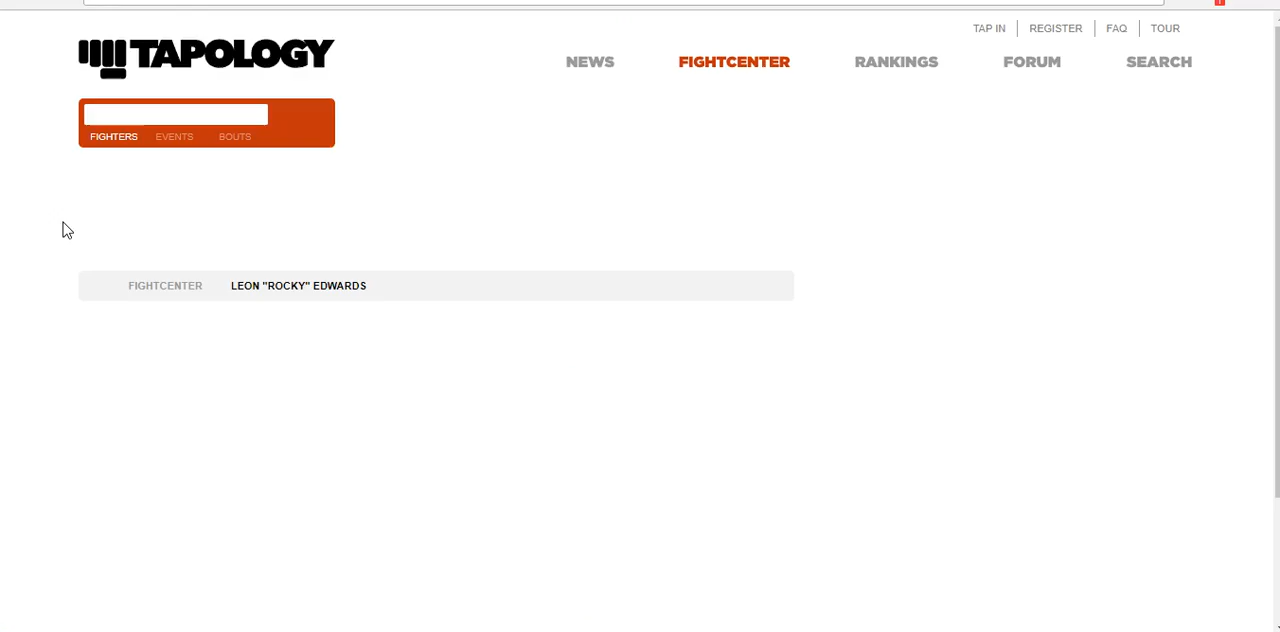 TAP IN REGISTER FAQ TOUR
TAPOLOGY
NEWS FIGHTCENTER RANKINGS FORUM SEARCH
FIGHTERS EVENTS BOUTS
FIGHTCENTER LEON "ROCKY" EDWARDS